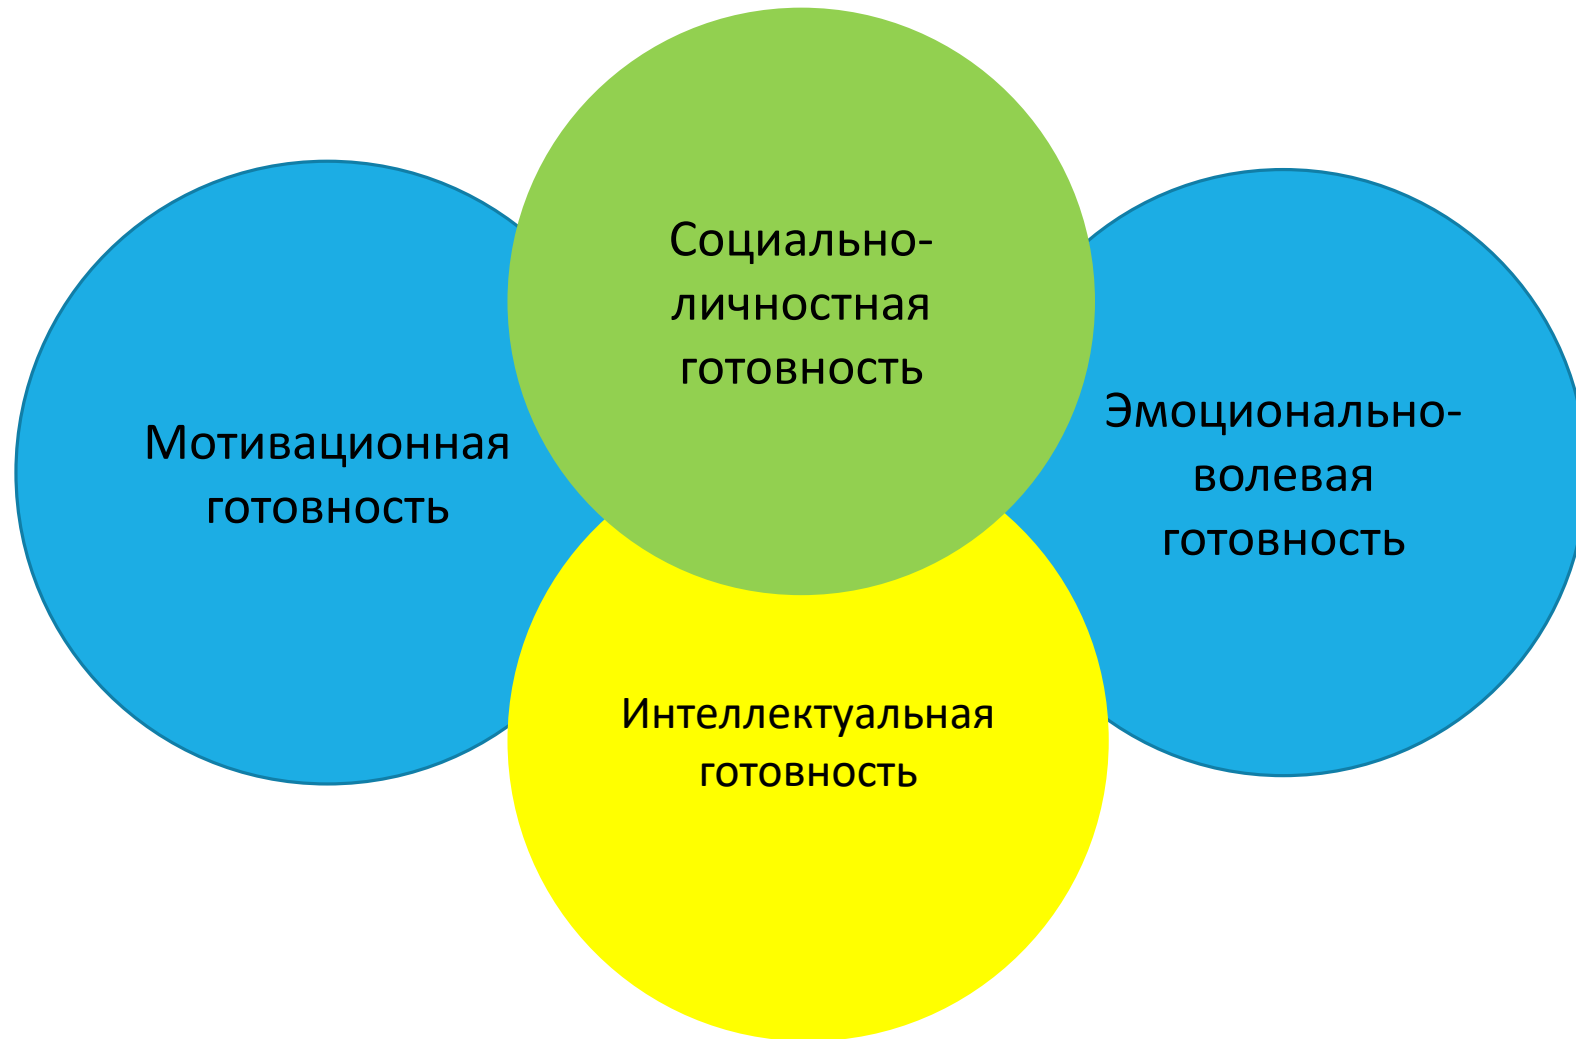 Социально-
личностная
готовность
Мотивационная
готовность
Эмоционально-
волевая
готовность
Интеллектуальная
готовность